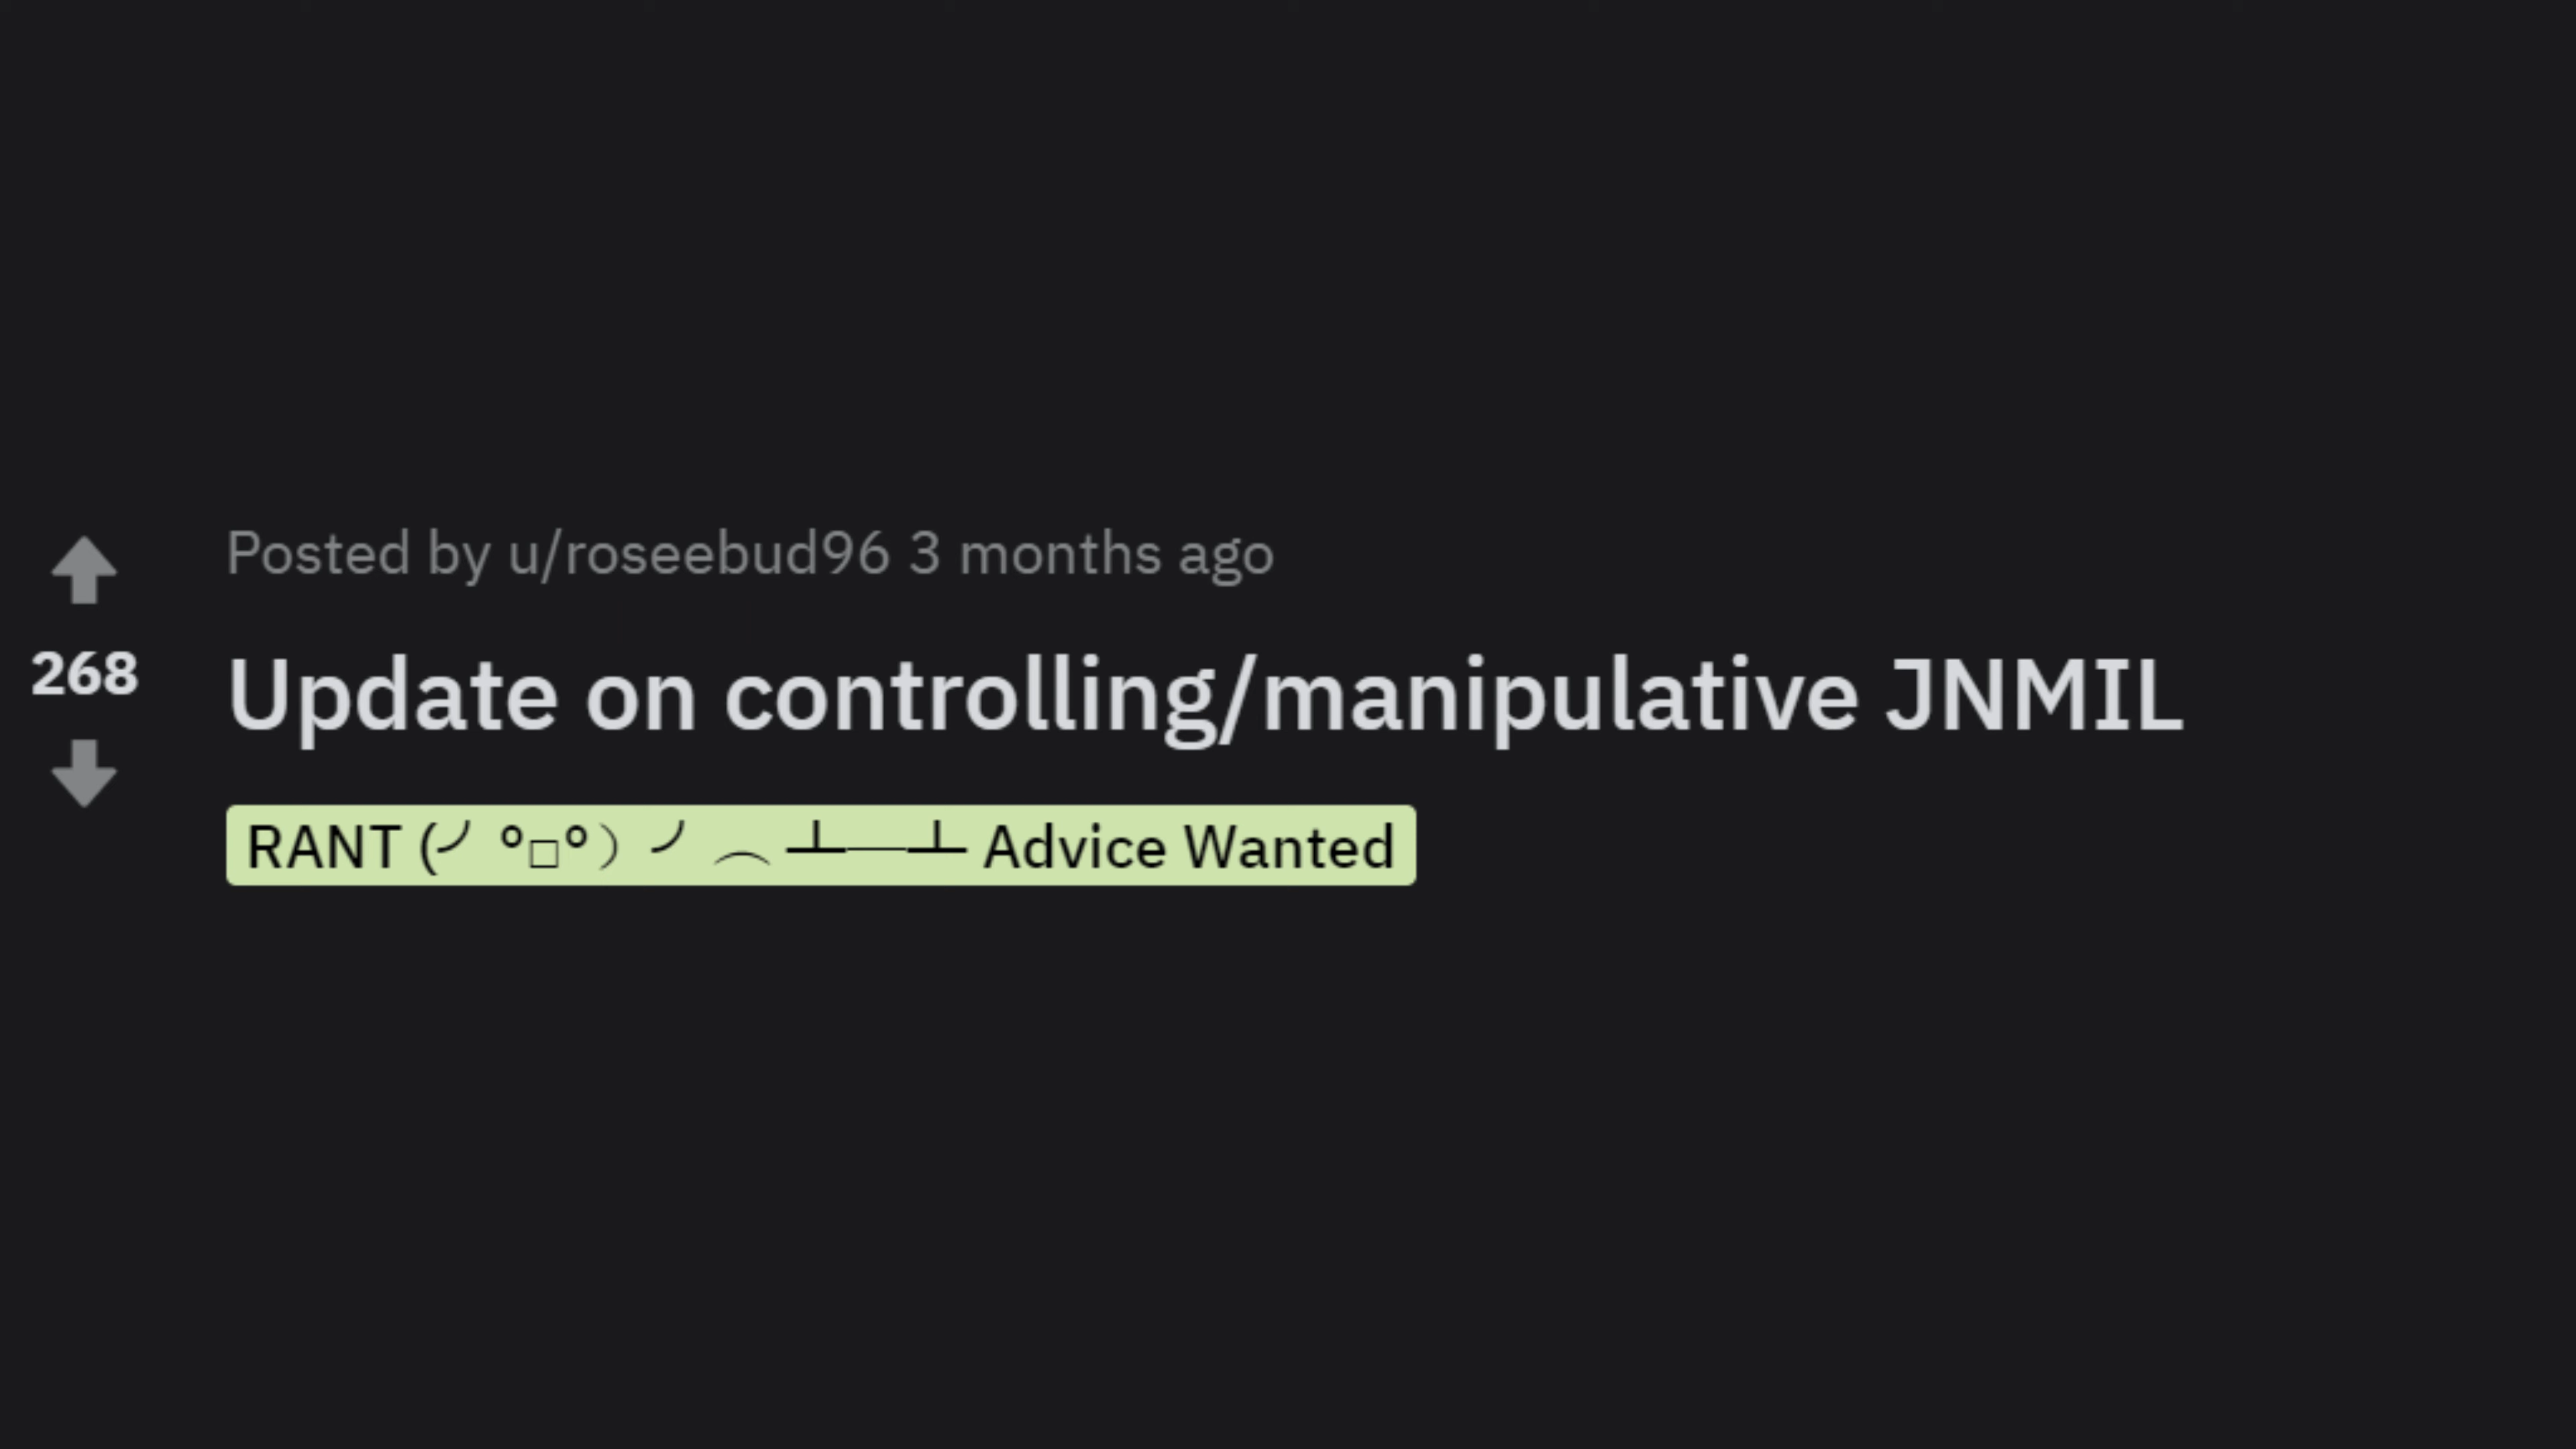 Posted by u/roseebud96 3 months ago
268
Update on controlling/manipulative JNMIL
RANT (╯°□°）╯︵ ┻━┻ Advice Wanted